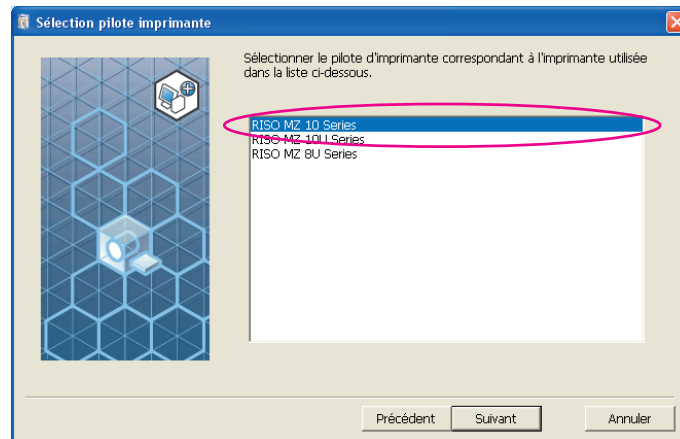 Sélection pilote imprimante
Sélectionner le pilote d'imprimante correspondant à l'imprimante utilisée
dans la liste ci-dessous.
RISO MZ 10 Series
RISO MZ 10U Series
RISO MZ 8U Series
Précédent
Suivant
Annuler